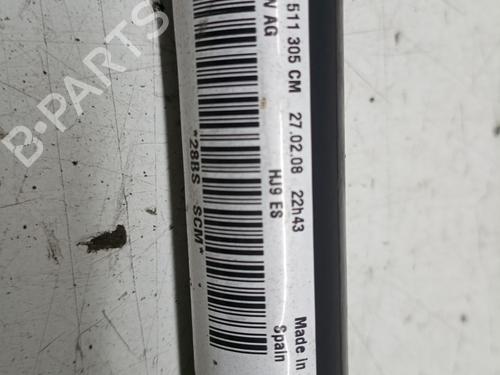 511 305 CM 27.02.08 22h43
V AG HJ9 ES Made in
Spain
*28BS SCM*
B-PARTS